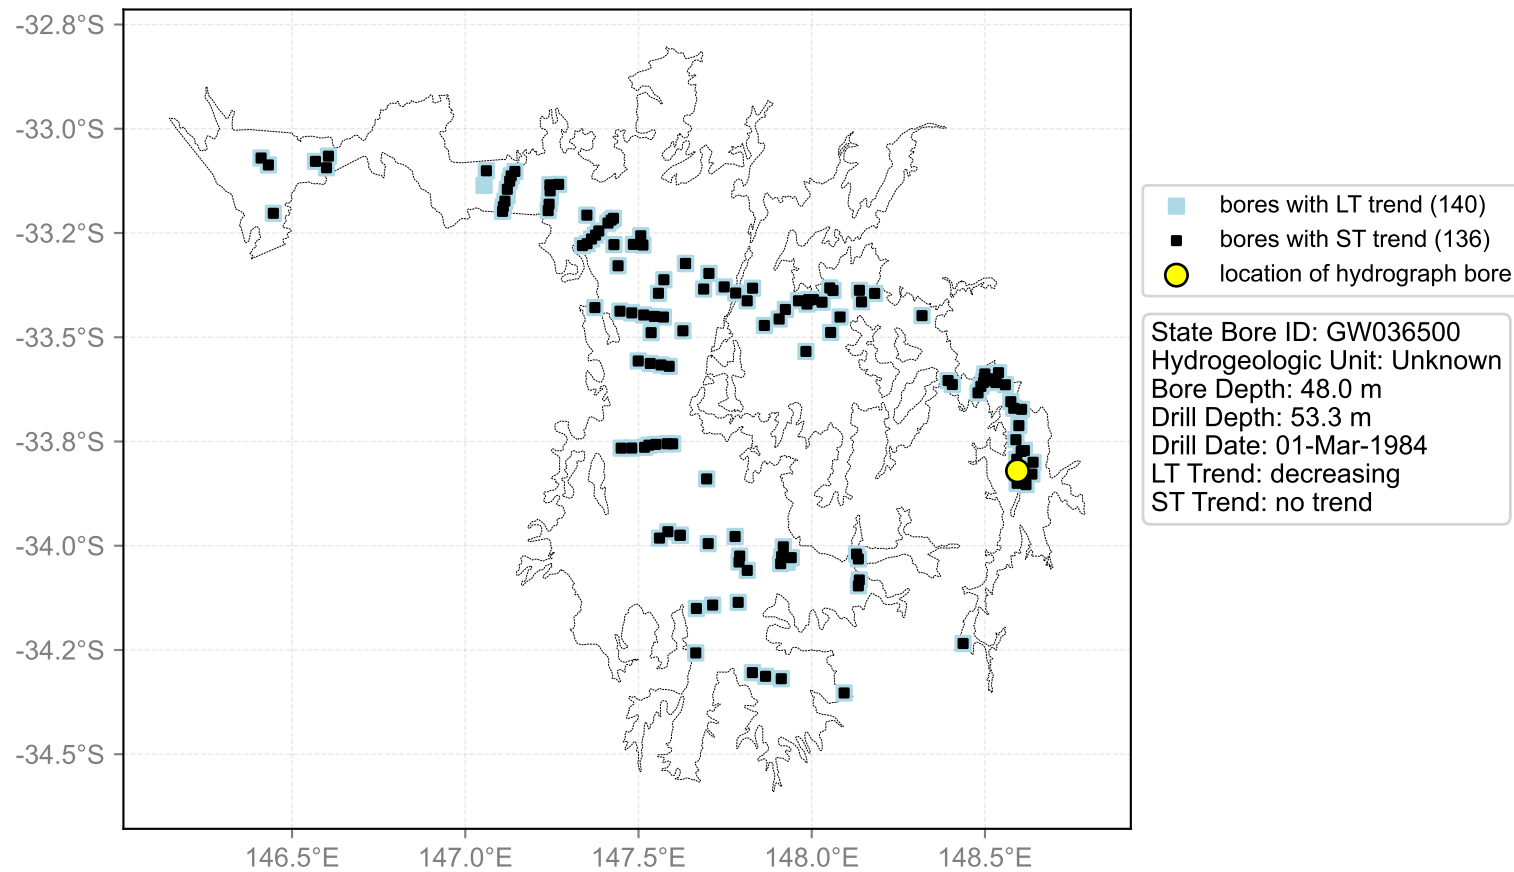 -32.8°S
-33.0°S
-33.2°S
-33.5°S
-33.8°S
-34.0°S
-34.2°S
-34.5°S
146.5°E
147.0°E
147.5°E
148.0°E
148.5°E
bores with LT trend (140)
bores with ST trend (136)
location of hydrograph bore
State Bore ID: GW036500
Hydrogeologic Unit: Unknown
Bore Depth: 48.0 m
Drill Depth: 53.3 m
Drill Date: 01-Mar-1984
LT Trend: decreasing
ST Trend: no trend